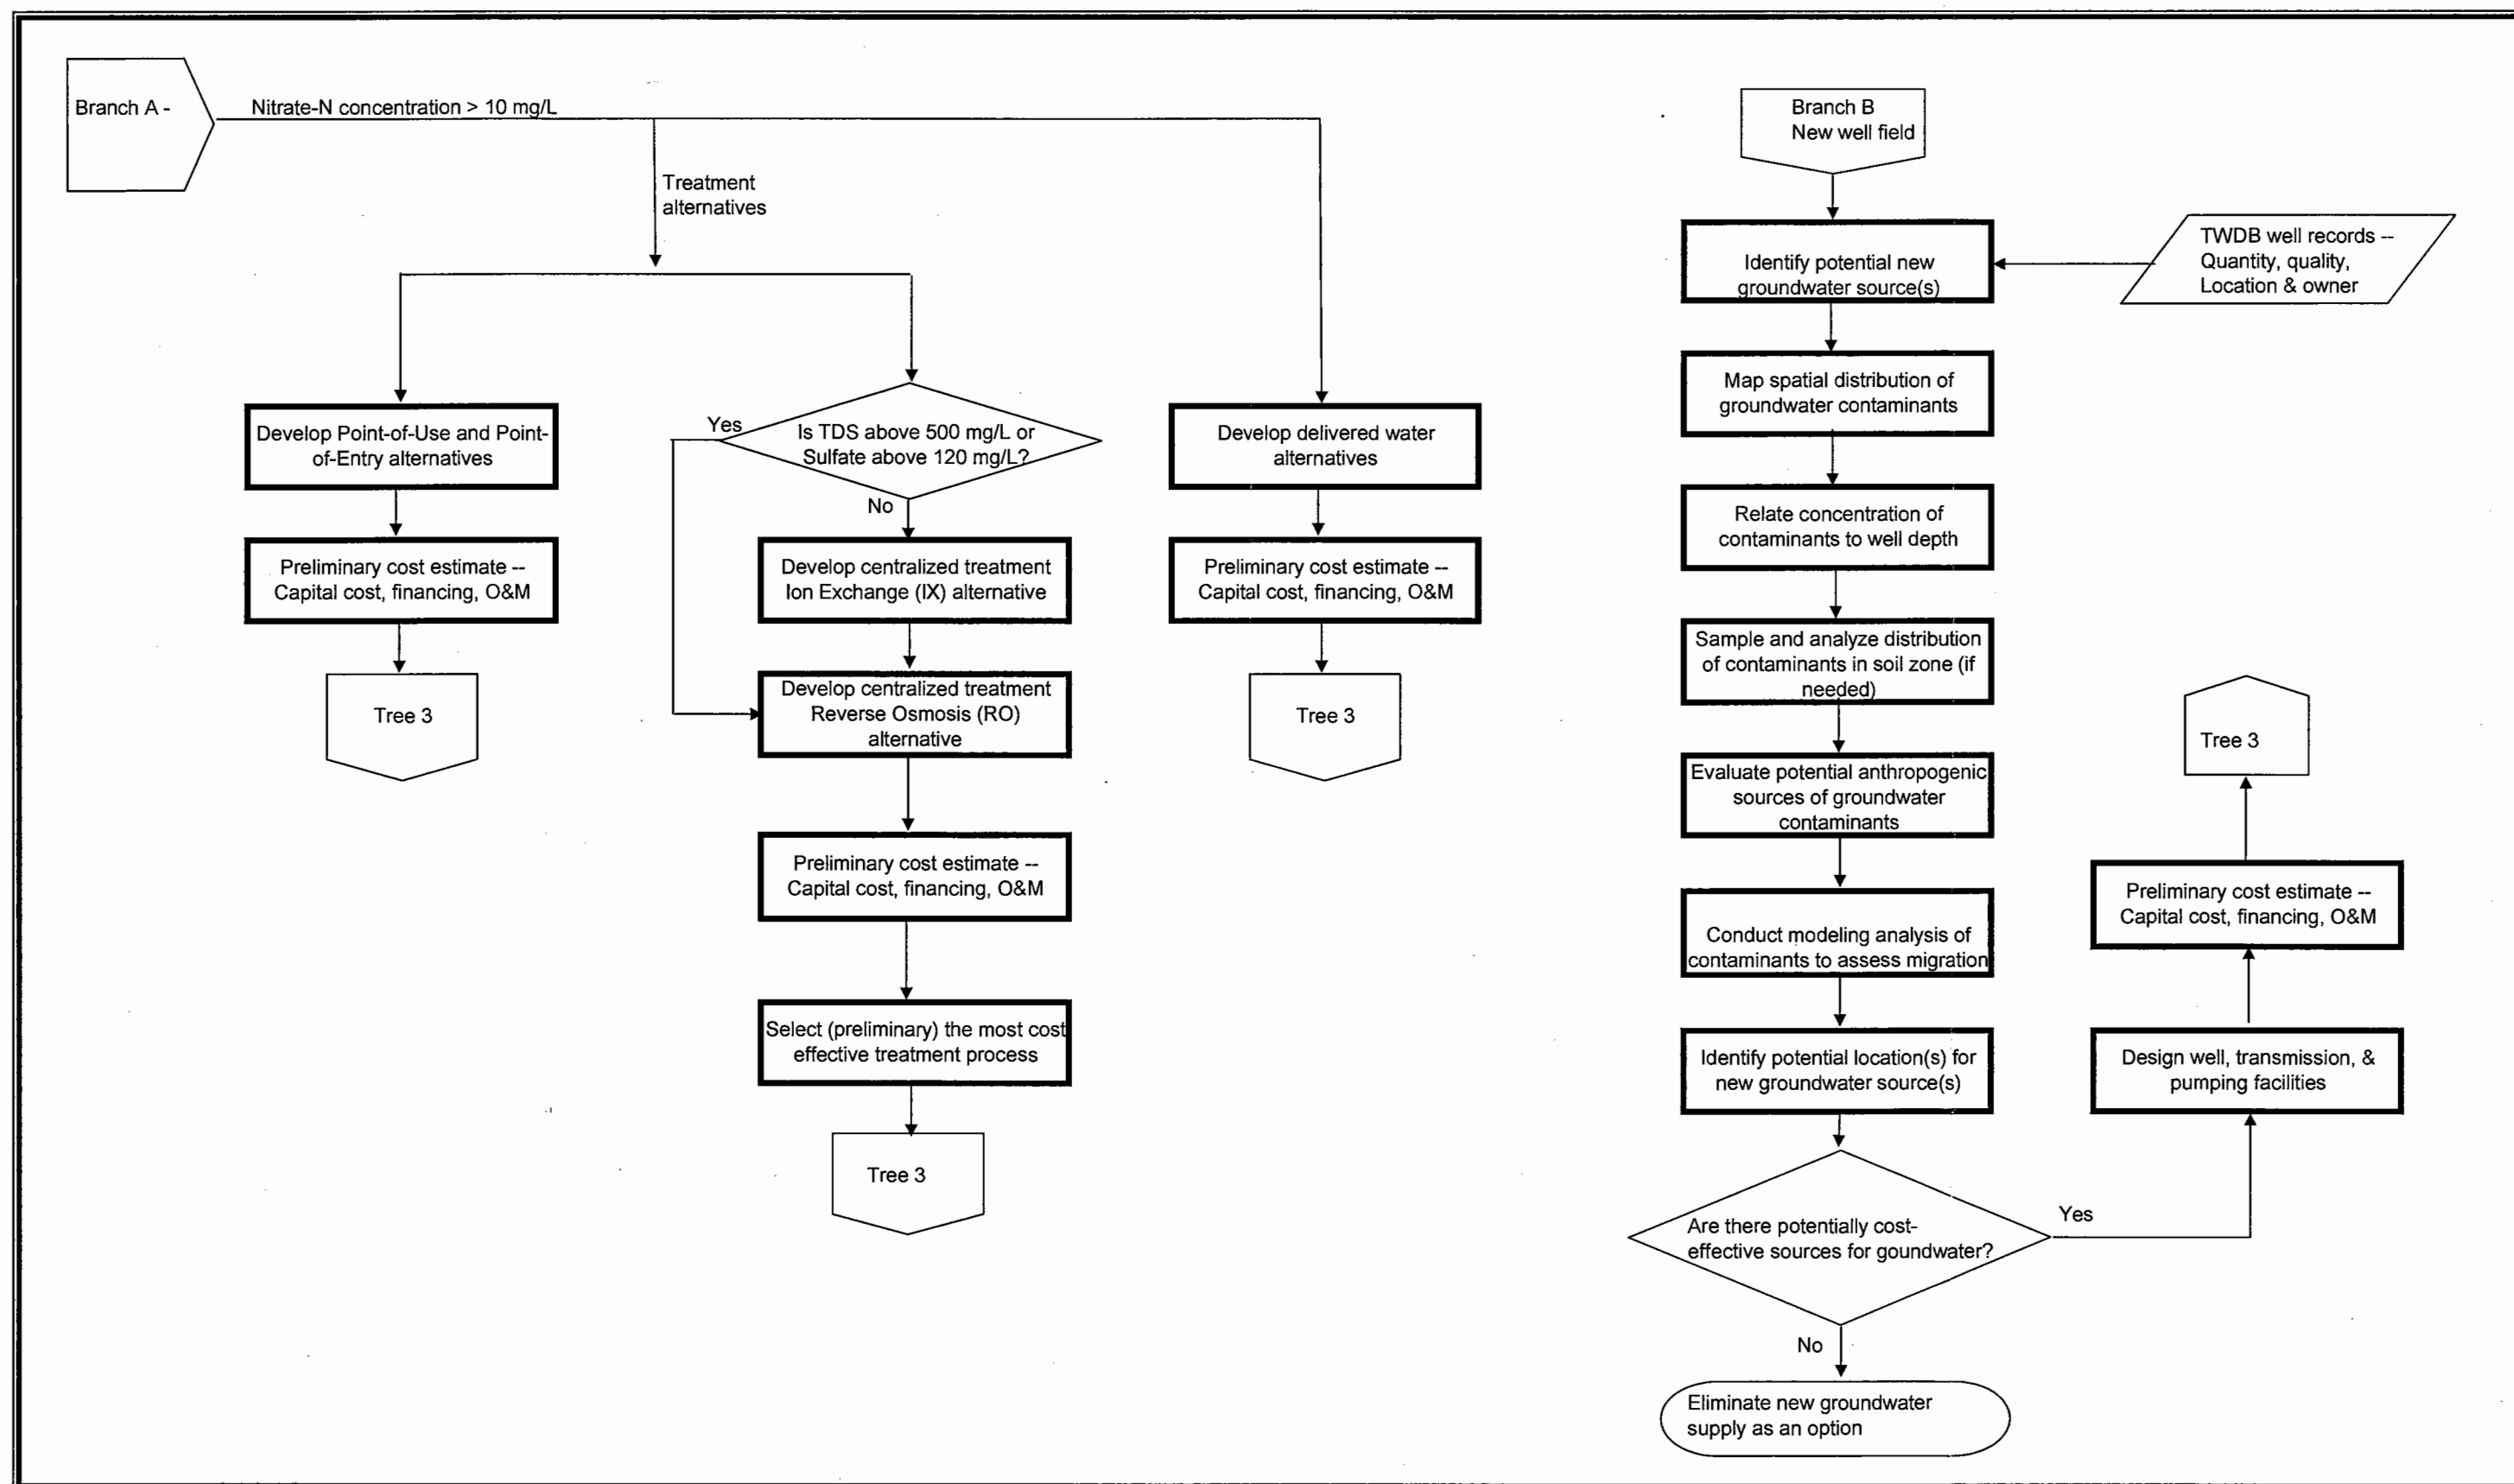 Branch A -
Nitrate-N concentration > 10 mg/L
Treatment
alternatives
Develop Point-of-Use and Point-
of-Entry alternatives
Preliminary cost estimate --
Capital cost, financing, O&M
Tree 3
Yes
Is TDS above 500 mg/L or
Sulfate above 120 mg/L?
No
Develop centralized treatment
Ion Exchange (IX) alternative
Develop centralized treatment
Reverse Osmosis (RO)
alternative
Preliminary cost estimate --
Capital cost, financing, O&M
Select (preliminary) the most cost
effective treatment process
Tree 3
Develop delivered water
alternatives
Preliminary cost estimate --
Capital cost, financing, O&M
Tree 3
Branch B
New well field
Identify potential new
groundwater source(s)
TWDB well records --
Quantity, quality,
Location & owner
Map spatial distribution of
groundwater contaminants
Relate concentration of
contaminants to well depth
Sample and analyze distribution
of contaminants in soil zone (if
needed)
Evaluate potential anthropogenic
sources of groundwater
contaminants
Conduct modeling analysis of
contaminants to assess migration
Identify potential location(s) for
new groundwater source(s)
Are there potentially cost-
effective sources for goundwater?
Yes
Design well, transmission, &
pumping facilities
Preliminary cost estimate --
Capital cost, financing, O&M
Tree 3
No
Eliminate new groundwater
supply as an option